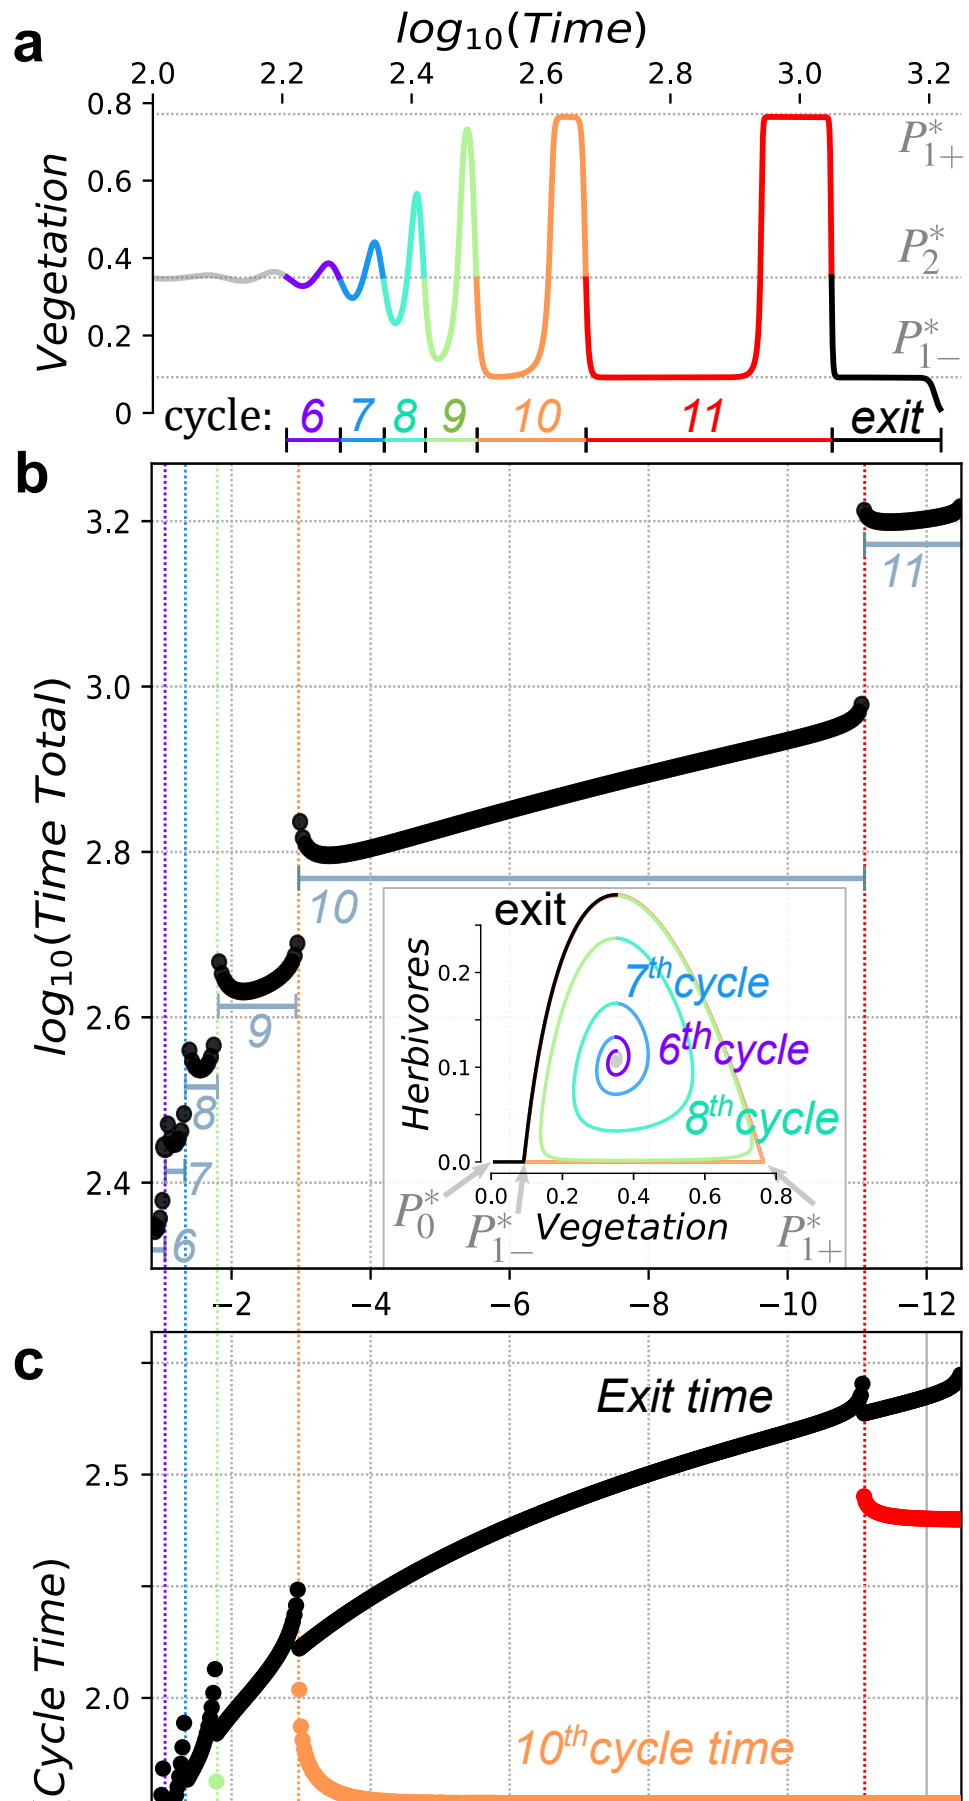 a
log10(Time)
2.0 2.2 2.4 2.6 2.8 3.0 3.2
Vegetation
0.8
0.6
0.4
0.2
0
P*1+
P*2
P*1−
cycle: 6 7 8 9 10 11 exit
b
log10(Time Total)
3.2
3.0
2.8
2.6
2.4
11
10
9
8
7
6
exit
Herbivores
0.2
0.1
0.0
7th cycle
6th cycle
8th cycle
0.0 0.2 0.4 0.6 0.8
P*0 P*1− Vegetation P*1+
−2 −4 −6 −8 −10 −12
c
Exit time
2.5
2.0
Cycle Time)
10th cycle time